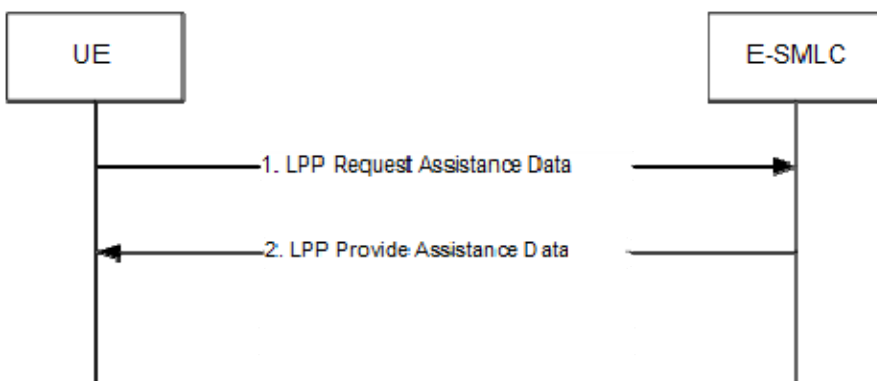 UE
E-SMLC
1. LPP Request Assistance Data
2. LPP Provide Assistance Data